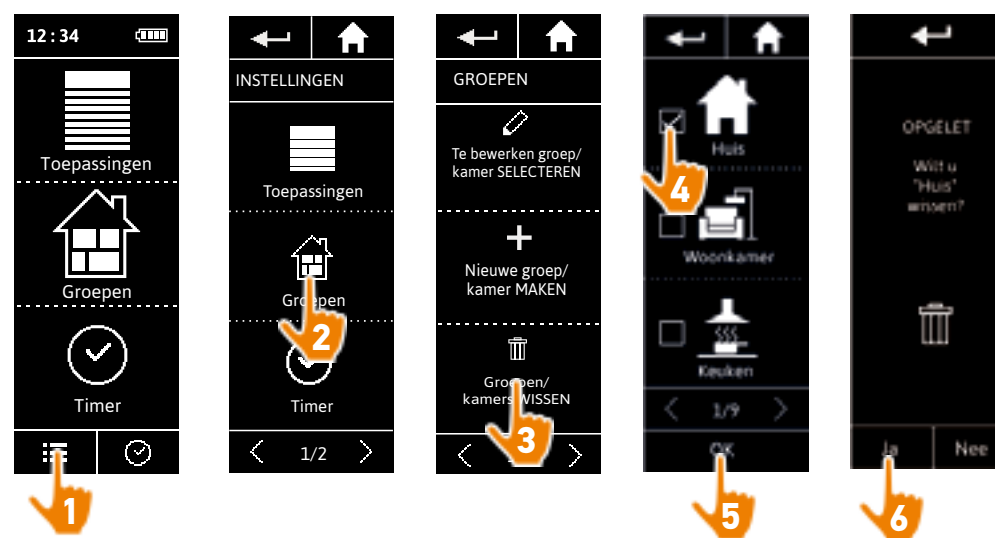 12:34
Toepassingen
Groepen
Timer
1
INSTELLINGEN
Toepassingen
Groepen
2
Timer
1/2
GROEPEN
Te bewerken groep/
kamer SELECTEREN
Nieuwe groep/
kamer MAKEN
Groepen/
kamers WISSEN
3
Huis
4
Woonkamer
Keuken
1/9
OK
5
OPGELET
Wilt u
"Huis"
wissen?
Ja
Nee
6